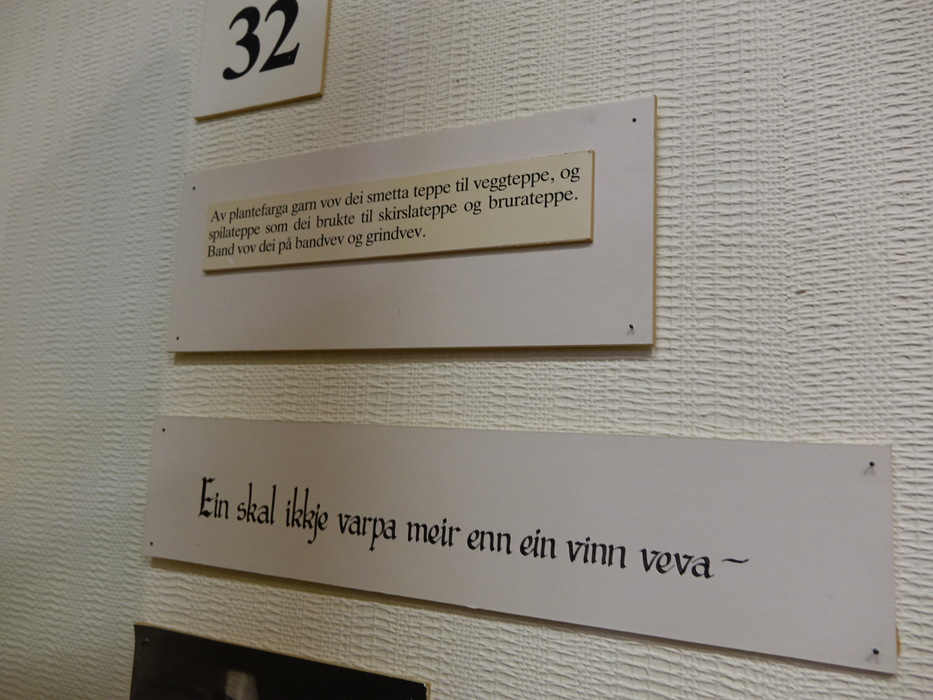 32
Av plantefarga garn vov dei smetta teppe til veggteppe, og
spilateppe som dei brukte til skirslateppe og brurateppe.
Band vov dei på bandvev og grindvev.
Ein skal ikkje varpa meir enn ein vinn veva ~